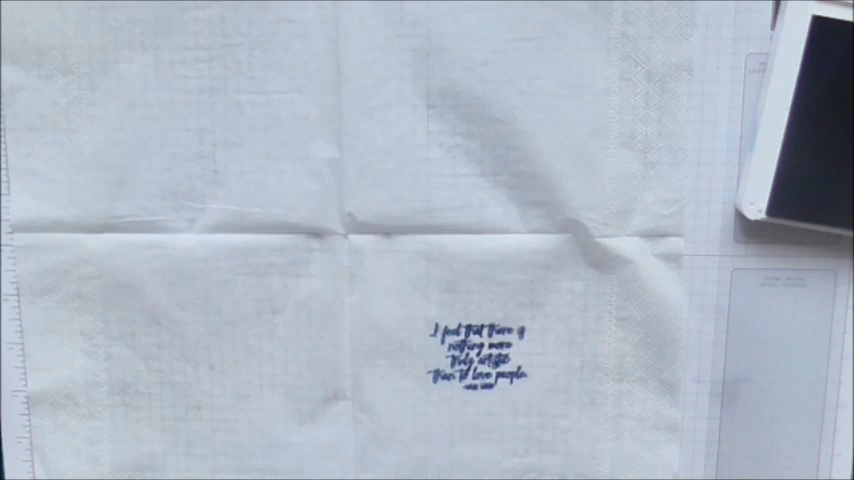 I feel that there is
nothing more
truly artistic
than to love people.